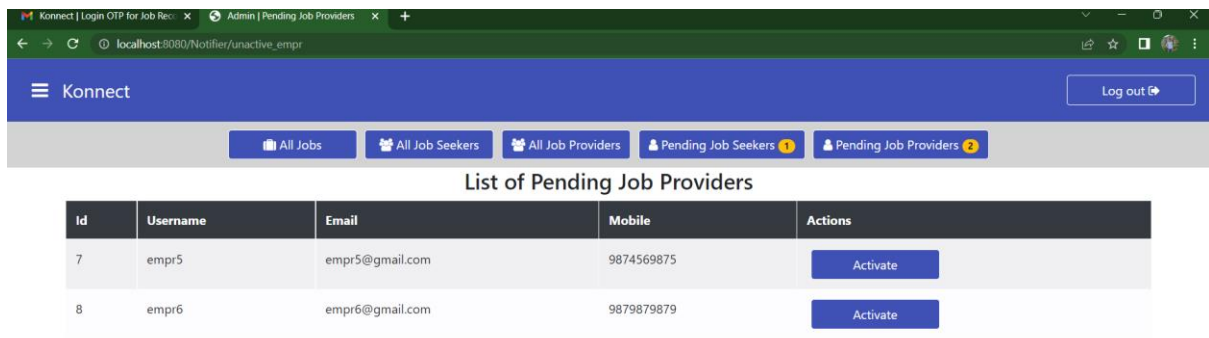 Konnect | Login OTP for Job Rec
Admin | Pending Job Providers
localhost:8080/Notifier/unactive_empr
Konnect
Log out
All Jobs
All Job Seekers
All Job Providers
Pending Job Seekers 1
Pending Job Providers 2
List of Pending Job Providers
Id Username Email Mobile Actions
7 empr5 empr5@gmail.com 9874569875 Activate
8 empr6 empr6@gmail.com 9879879879 Activate